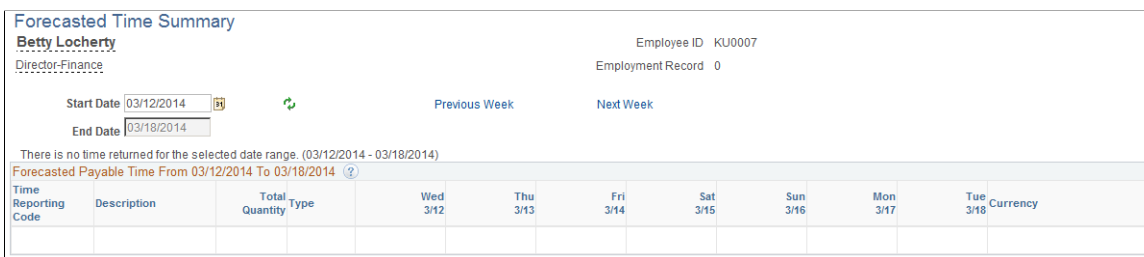 Forecasted Time Summary
Betty Locherty Employee ID KU0007
Director-Finance Employment Record 0
Start Date 03/12/2014 31 Previous Week Next Week
End Date 03/18/2014
There is no time returned for the selected date range. (03/12/2014 - 03/18/2014)
Forecasted Payable Time From 03/12/2014 To 03/18/2014 ?
Time Reporting Code Description Total Quantity Type Wed 3/12 Thu 3/13 Fri 3/14 Sat 3/15 Sun 3/16 Mon 3/17 Tue 3/18 Currency